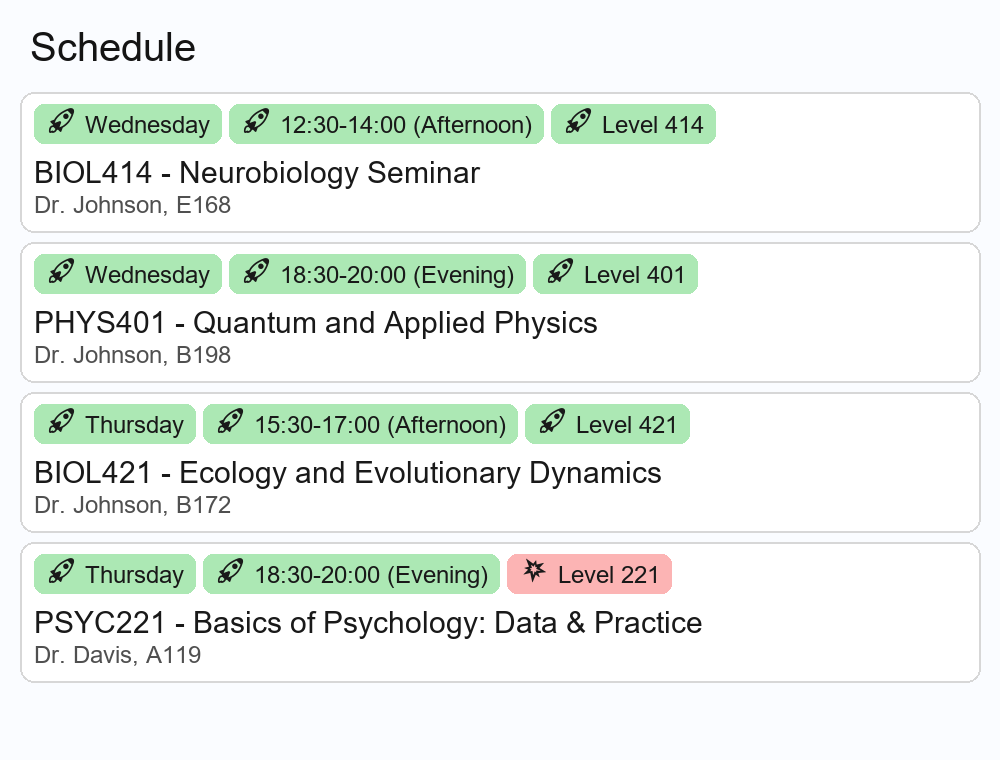 Schedule
Wednesday 12:30-14:00 (Afternoon) Level 414
BIOL414 - Neurobiology Seminar
Dr. Johnson, E168
Wednesday 18:30-20:00 (Evening) Level 401
PHYS401 - Quantum and Applied Physics
Dr. Johnson, B198
Thursday 15:30-17:00 (Afternoon) Level 421
BIOL421 - Ecology and Evolutionary Dynamics
Dr. Johnson, B172
Thursday 18:30-20:00 (Evening) Level 221
PSYC221 - Basics of Psychology: Data & Practice
Dr. Davis, A119